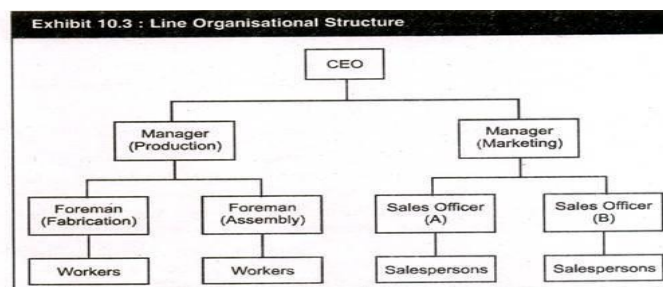 Exhibit 10.3 : Line Organisational Structure
CEO
Manager
(Production)
Manager
(Marketing)
Foreman
(Fabrication)
Foreman
(Assembly)
Sales Officer
(A)
Sales Officer
(B)
Workers
Workers
Salespersons
Salespersons